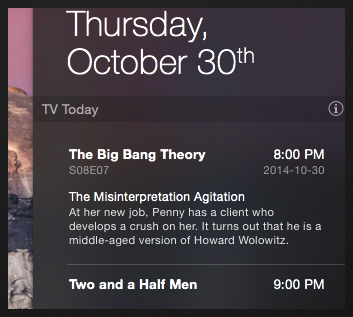 Thursday,
October 30th
TV Today
The Big Bang Theory 8:00 PM
S08E07 2014-10-30
The Misinterpretation Agitation
At her new job, Penny has a client who
develops a crush on her. It turns out that he is a
middle-aged version of Howard Wolowitz.
Two and a Half Men 9:00 PM